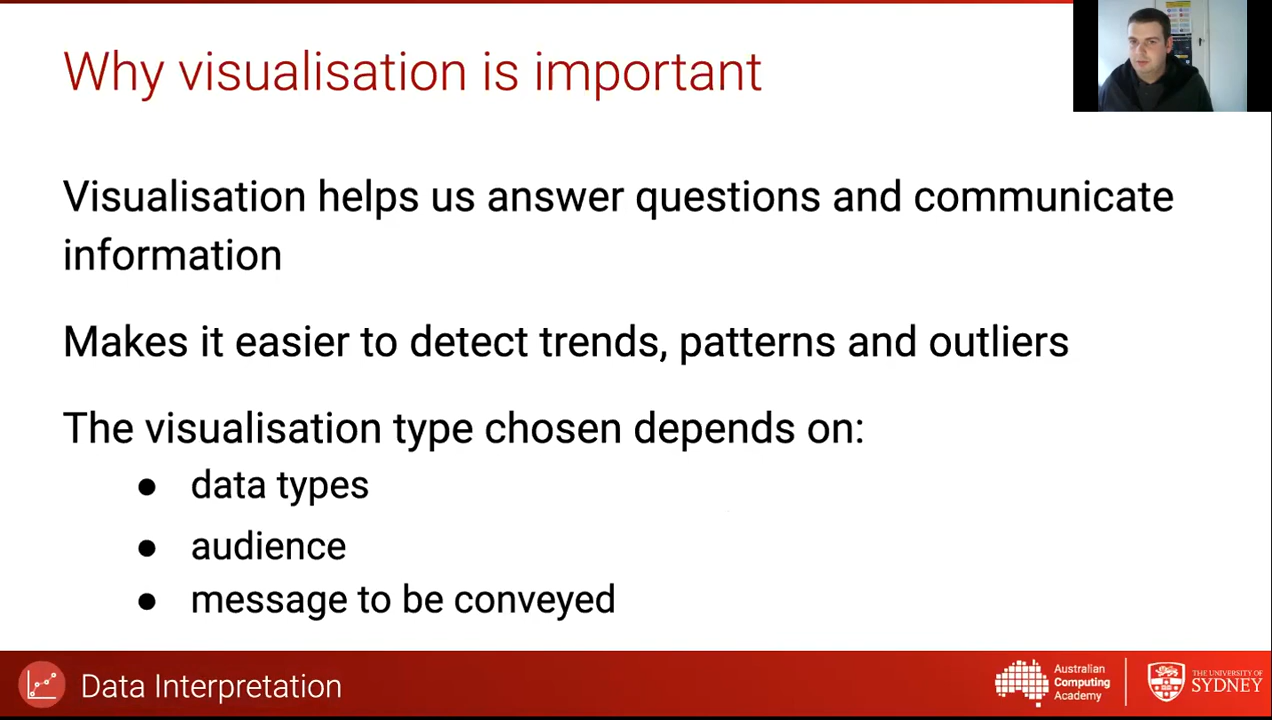 Why visualisation is important
Visualisation helps us answer questions and communicate
information
Makes it easier to detect trends, patterns and outliers
The visualisation type chosen depends on:
● data types
● audience
● message to be conveyed
Data Interpretation
Australian
Computing
Academy
THE UNIVERSITY OF
SYDNEY